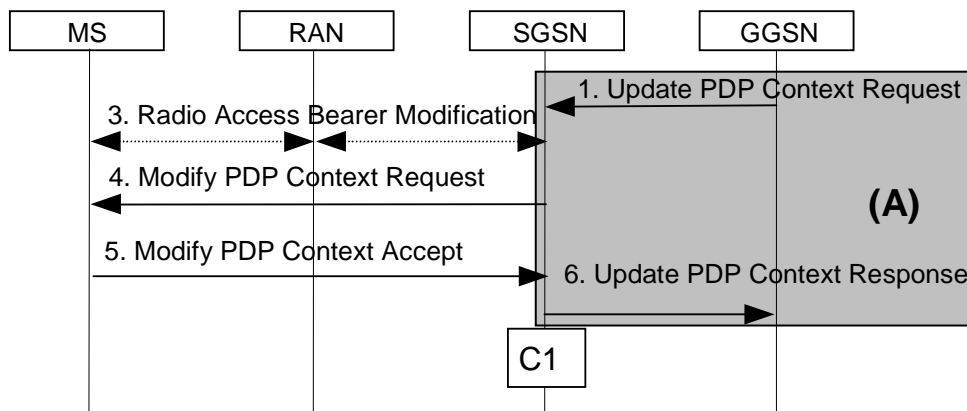 MS
RAN
SGSN
GGSN
1. Update PDP Context Request
3. Radio Access Bearer Modification
4. Modify PDP Context Request
(A)
5. Modify PDP Context Accept
6. Update PDP Context Response
C1